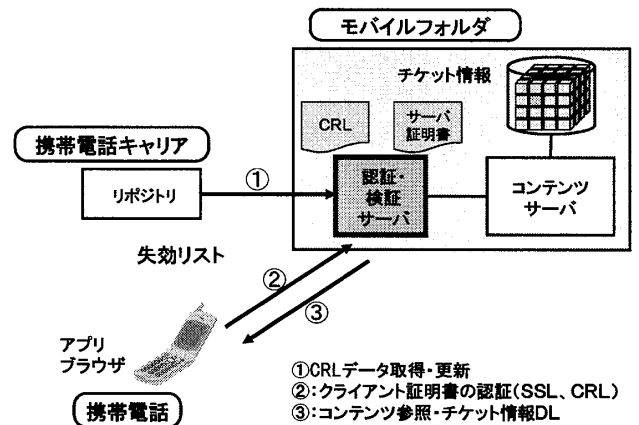 モバイルフォルダ
チケット情報
CRL
サーバ
証明書
携帯電話キャリア
リポジトリ
①
認証・
検証
サーバ
コンテンツ
サーバ
失効リスト
②
③
アプリ
ブラウザ
携帯電話
①CRLデータ取得・更新
②:クライアント証明書の認証(SSL、CRL)
③:コンテンツ参照・チケット情報DL